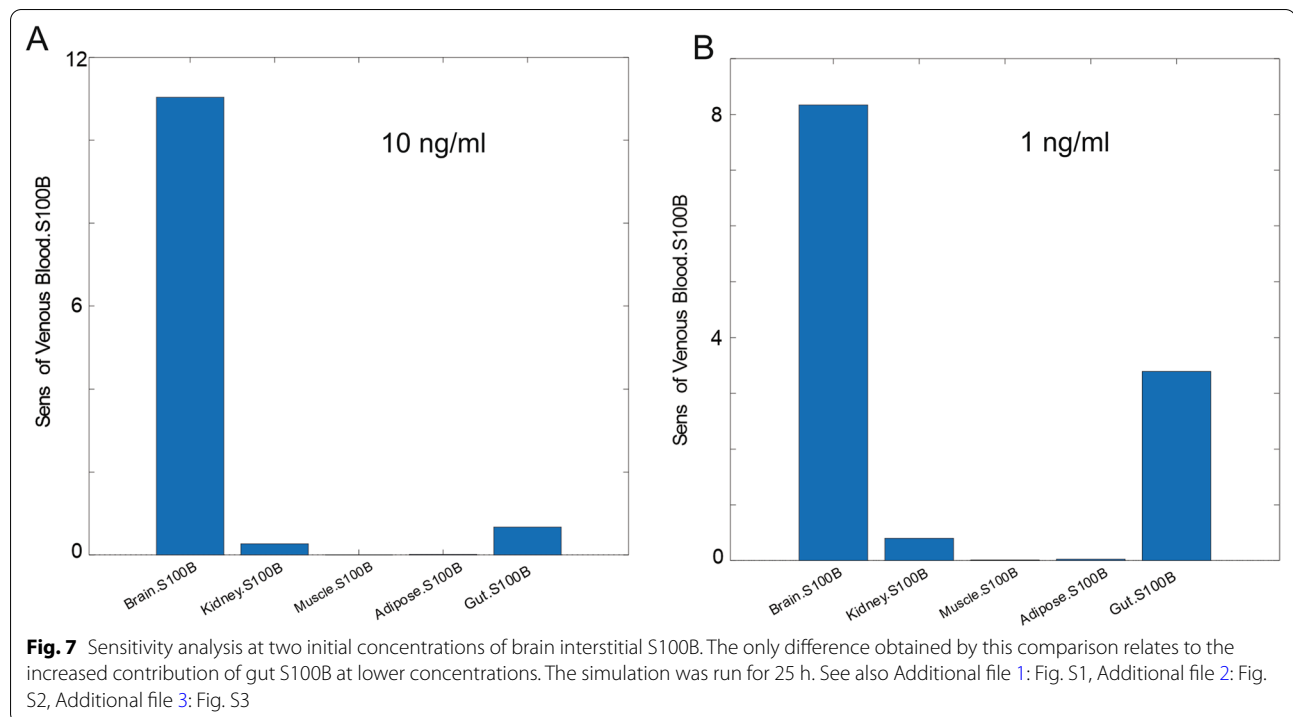 A
12
6
0
Sens of Venous Blood.S100B
10 ng/ml
Brain.S100B
Kidney.S100B
Muscle.S100B
Adipose.S100B
Gut.S100B
B
8
4
0
Sens of Venous Blood.S100B
1 ng/ml
Brain.S100B
Kidney.S100B
Muscle.S100B
Adipose.S100B
Gut.S100B
Fig. 7 Sensitivity analysis at two initial concentrations of brain interstitial S100B. The only difference obtained by this comparison relates to the
increased contribution of gut S100B at lower concentrations. The simulation was run for 25 h. See also Additional file 1: Fig. S1, Additional file 2: Fig.
S2, Additional file 3: Fig. S3